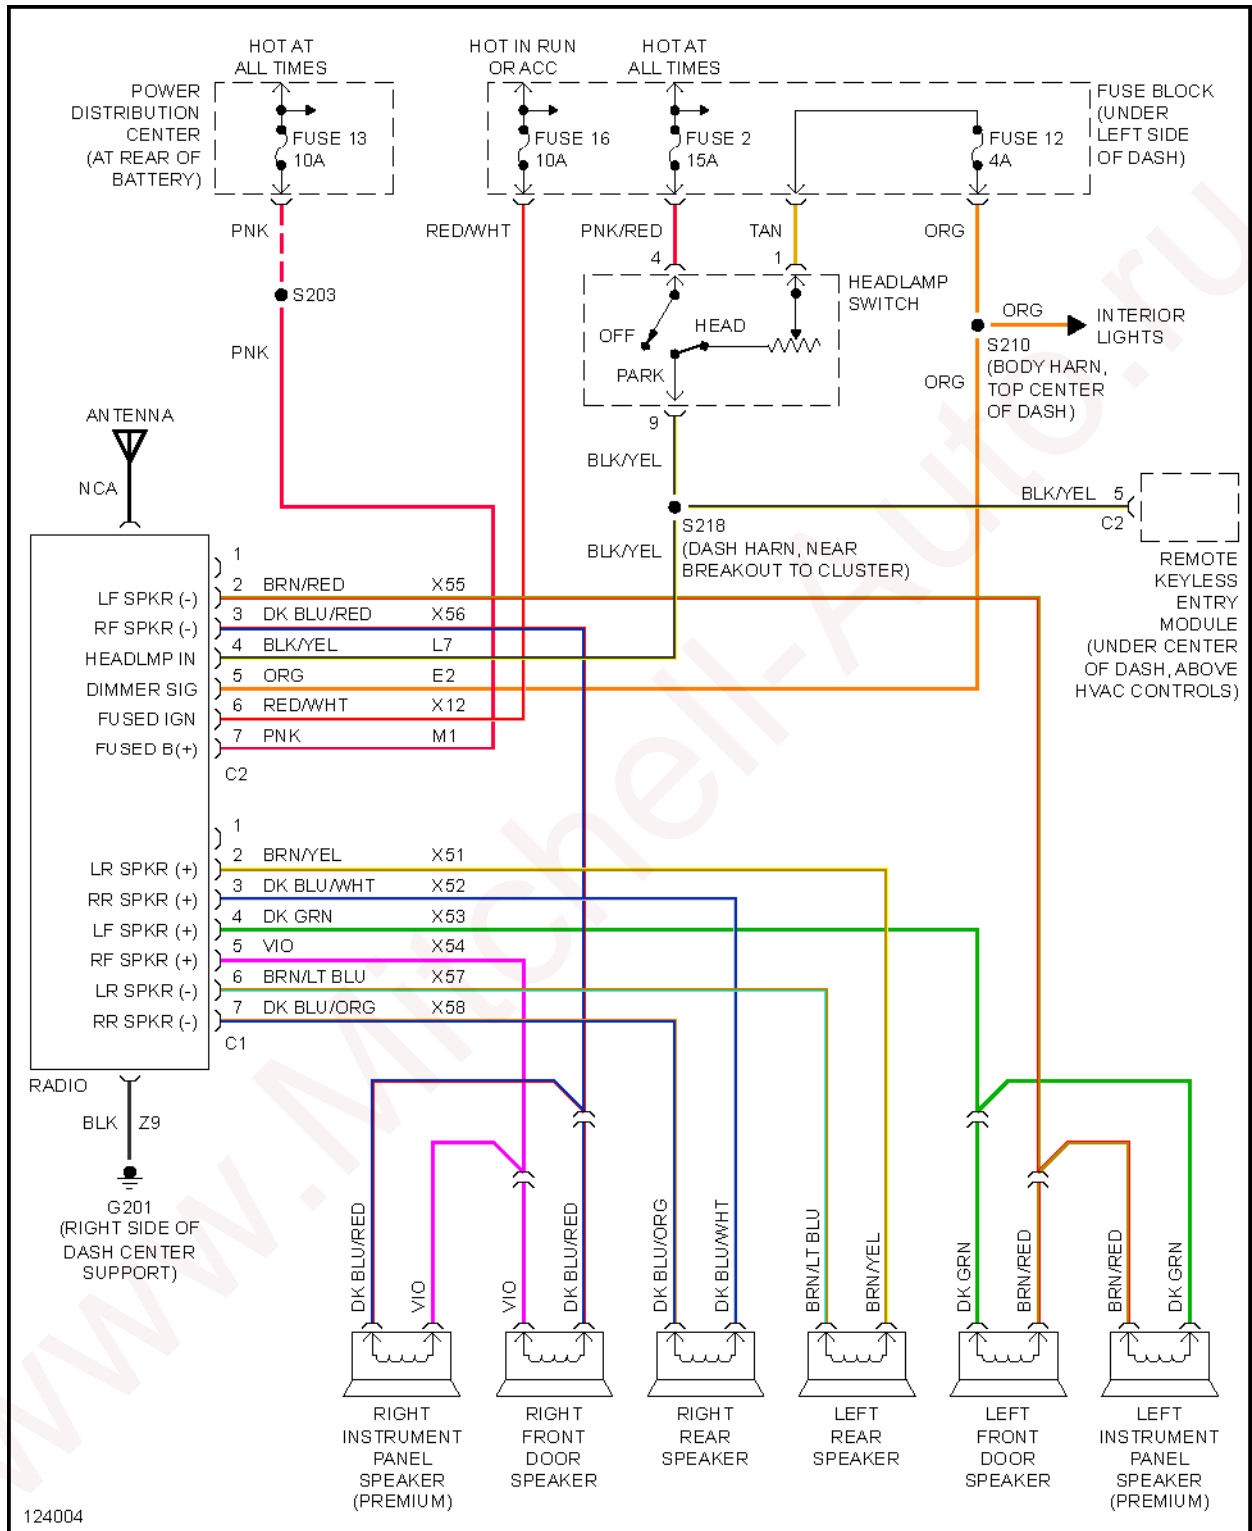 HOT AT
ALL TIMES
HOT IN RUN
OR ACC
HOT AT
ALL TIMES
POWER
DISTRIBUTION
CENTER
(AT REAR OF
BATTERY)
FUSE 13
10A
FUSE 16
10A
FUSE 2
15A
FUSE 12
4A
FUSE BLOCK
(UNDER
LEFT SIDE
OF DASH)
PNK
RED/WHT
PNK/RED
TAN
ORG
4
1
S203
HEADLAMP
SWITCH
OFF
HEAD
PARK
9
ORG
INTERIOR
LIGHTS
S210
(BODY HARN,
TOP CENTER
OF DASH)
PNK
ORG
ANTENNA
NCA
BLK/YEL
BLK/YEL
5
C2
S218
(DASH HARN, NEAR
BREAKOUT TO CLUSTER)
BLK/YEL
REMOTE
KEYLESS
ENTRY
MODULE
(UNDER CENTER
OF DASH, ABOVE
HVAC CONTROLS)
1
LF SPKR (-) 2 BRN/RED X55
RF SPKR (-) 3 DK BLU/RED X56
HEADLMP IN 4 BLK/YEL L7
DIMMER SIG 5 ORG E2
FUSED IGN 6 RED/WHT X12
FUSED B(+) 7 PNK M1
C2
1
LR SPKR (+) 2 BRN/YEL X51
RR SPKR (+) 3 DK BLU/WHT X52
LF SPKR (+) 4 DK GRN X53
RF SPKR (+) 5 VIO X54
LR SPKR (-) 6 BRN/LT BLU X57
RR SPKR (-) 7 DK BLU/ORG X58
C1
RADIO
BLK Z9
G201
(RIGHT SIDE OF
DASH CENTER
SUPPORT)
DK BLU/RED
VIO
VIO
DK BLU/RED
DK BLU/ORG
DK BLU/WHT
BRN/LT BLU
BRN/YEL
DK GRN
BRN/RED
BRN/RED
DK GRN
RIGHT
INSTRUMENT
PANEL
SPEAKER
(PREMIUM)
RIGHT
FRONT
DOOR
SPEAKER
RIGHT
REAR
SPEAKER
LEFT
REAR
SPEAKER
LEFT
FRONT
DOOR
SPEAKER
LEFT
INSTRUMENT
PANEL
SPEAKER
(PREMIUM)
124004
www.Mitchell-Auto.ru